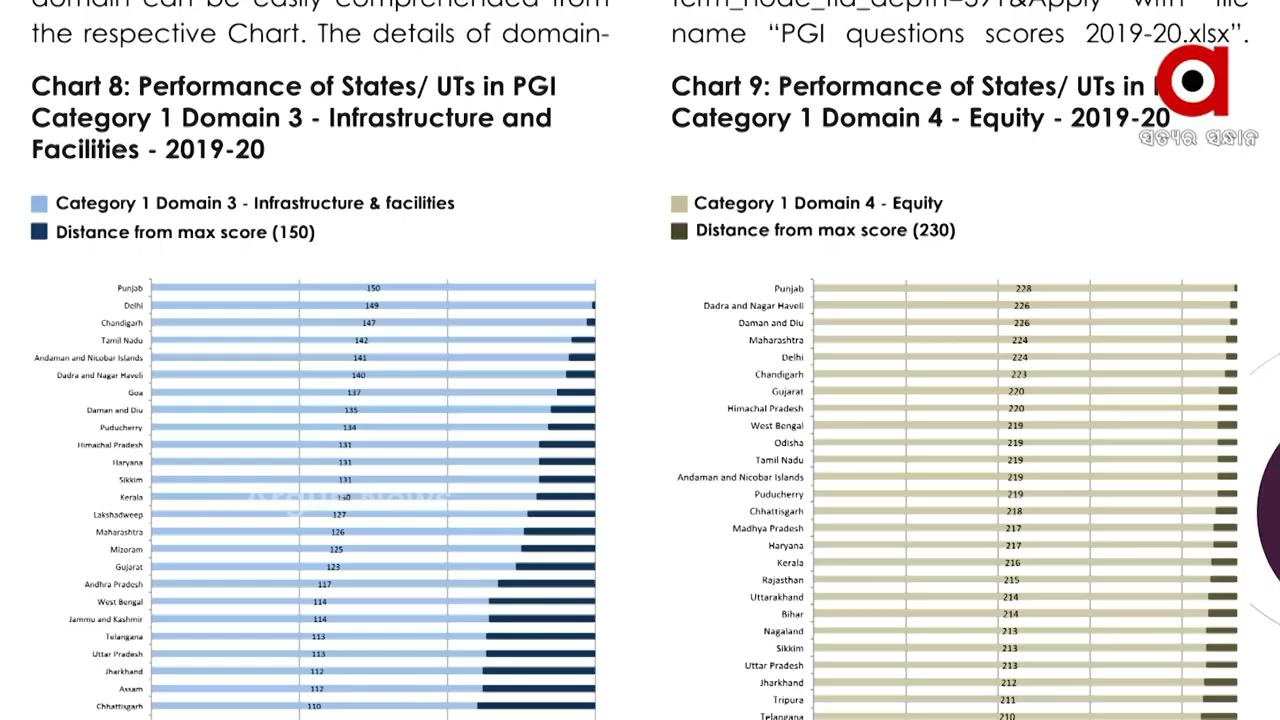 domain can be easily comprehended from
the respective Chart. The details of domain-
Chart 8: Performance of States/ UTs in PGI
Category 1 Domain 3 - Infrastructure and
Facilities - 2019-20
Category 1 Domain 3 - Infrastructure & facilities
Distance from max score (150)
Punjab 150
Delhi 149
Chandigarh 147
Tamil Nadu 142
Andaman and Nicobar Islands 141
Dadra and Nagar Haveli 140
Goa 137
Daman and Diu 135
Puducherry 134
Himachal Pradesh 131
Haryana 131
Sikkim 131
Kerala 130
Lakshadweep 127
Maharashtra 126
Mizoram 125
Gujarat 123
Andhra Pradesh 117
West Bengal 114
Jammu and Kashmir 114
Telangana 113
Uttar Pradesh 113
Jharkhand 112
Assam 112
Chhattisgarh 110
Argus News
term_node_tid_depth=391&Apply with file
name “PGI questions scores 2019-20.xlsx”.
Chart 9: Performance of States/ UTs in
Category 1 Domain 4 - Equity - 2019-20
ସତ୍ୟର ସନ୍ଧାନ
Category 1 Domain 4 - Equity
Distance from max score (230)
Punjab 228
Dadra and Nagar Haveli 226
Daman and Diu 226
Maharashtra 224
Delhi 224
Chandigarh 223
Gujarat 220
Himachal Pradesh 220
West Bengal 219
Odisha 219
Tamil Nadu 219
Andaman and Nicobar Islands 219
Puducherry 219
Chhattisgarh 218
Madhya Pradesh 217
Haryana 217
Kerala 216
Rajasthan 215
Uttarakhand 214
Bihar 214
Nagaland 213
Sikkim 213
Uttar Pradesh 213
Jharkhand 212
Tripura 211
Telangana 210